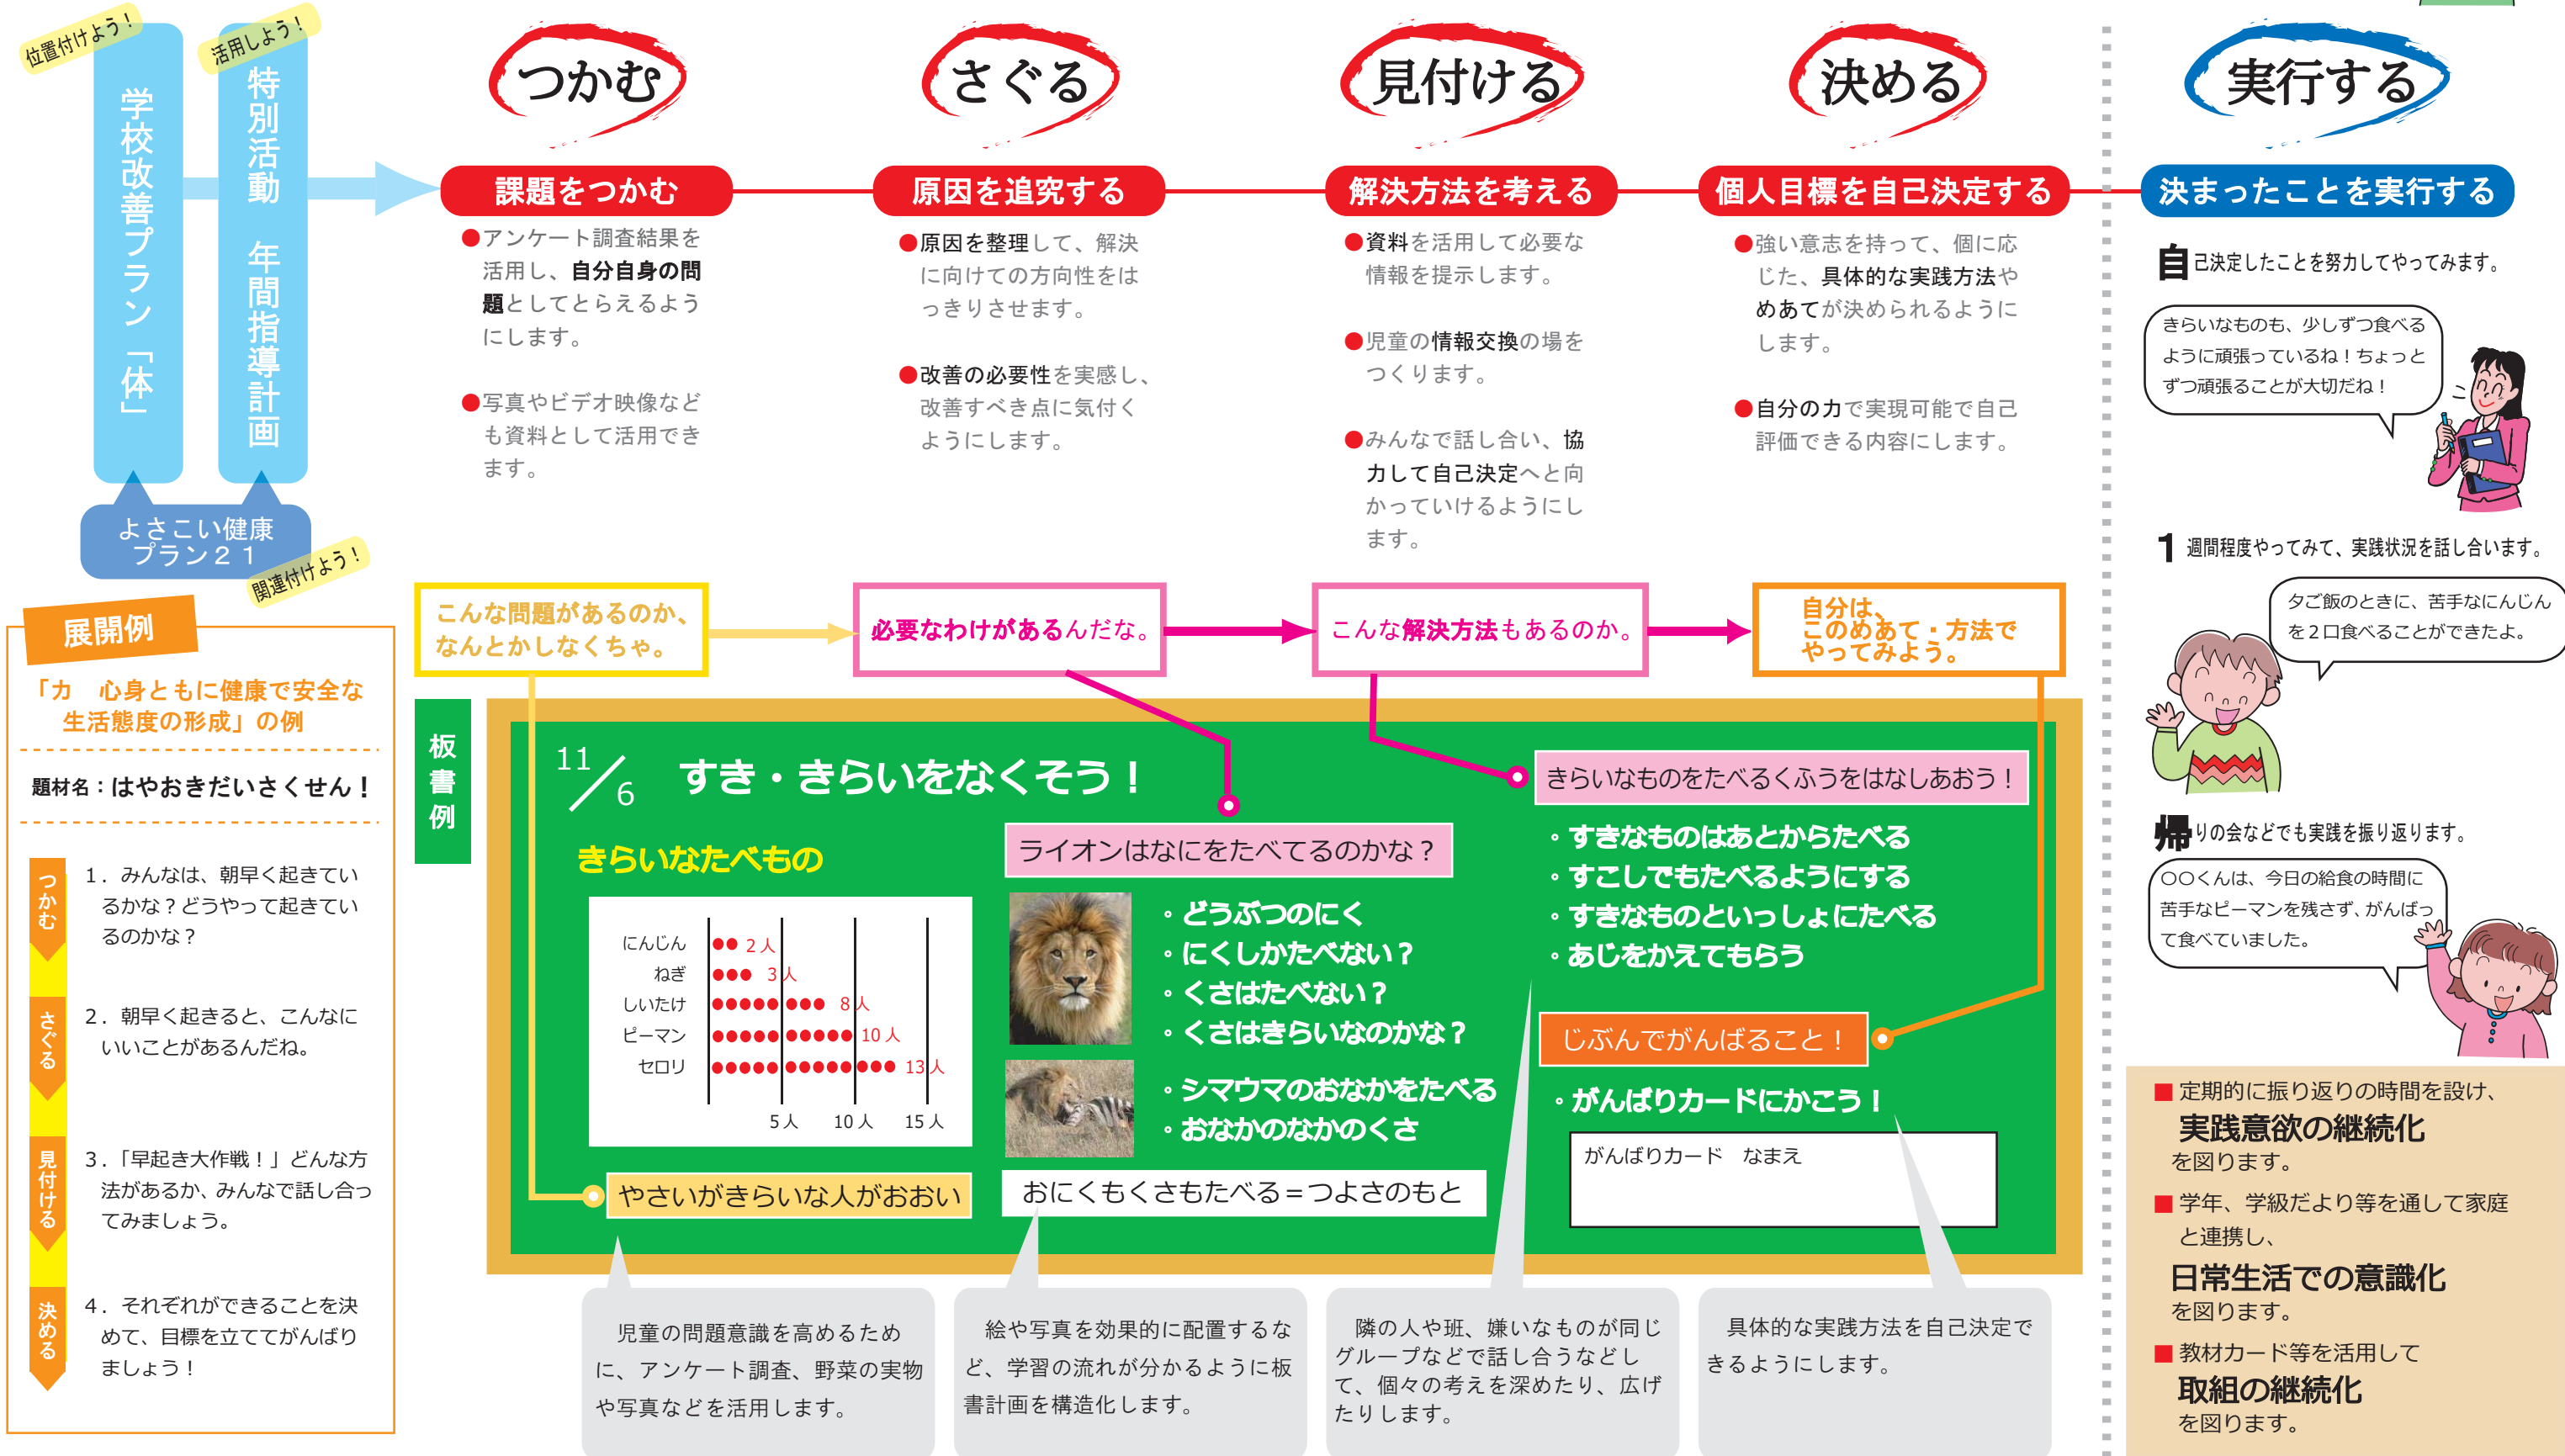 位置付けよう！
学校改善プラン「体」
活用しよう！
特別活動　年間指導計画
よさこい健康
プラン２１
関連付けよう！
つかむ
課題をつかむ
●アンケート調査結果を
活用し、自分自身の問
題としてとらえるよう
にします。
●写真やビデオ映像など
も資料として活用でき
ます。
さぐる
原因を追究する
●原因を整理して、解決
に向けての方向性をは
っきりさせます。
●改善の必要性を実感し、
改善すべき点に気付く
ようにします。
見付ける
解決方法を考える
●資料を活用して必要な
情報を提示します。
●児童の情報交換の場を
つくります。
●みんなで話し合い、協
力して自己決定へと向
かっていけるようにし
ます。
決める
個人目標を自己決定する
●強い意志を持って、個に応
じた、具体的な実践方法や
めあてが決められるように
します。
●自分の力で実現可能で自己
評価できる内容にします。
実行する
決まったことを実行する
自己決定したことを努力してやってみます。
きらいなものも、少しずつ食べる
ように頑張っているね！ちょっと
ずつ頑張ることが大切だね！
1週間程度やってみて、実践状況を話し合います。
夕ご飯のときに、苦手なにんじん
を２口食べることができたよ。
帰りの会などでも実践を振り返ります。
〇〇くんは、今日の給食の時間に
苦手なピーマンを残さず、がんばっ
て食べていました。
■定期的に振り返りの時間を設け、
実践意欲の継続化
を図ります。
■学年、学級だより等を通して家庭
と連携し、
日常生活での意識化
を図ります。
■教材カード等を活用して
取組の継続化
を図ります。
展開例
「カ　心身ともに健康で安全な
生活態度の形成」の例
題材名：はやおきだいさくせん！
つかむ
1．みんなは、朝早く起きてい
るかな？どうやって起きてい
るのかな？
さぐる
2．朝早く起きると、こんなに
いいことがあるんだね。
見付ける
3．「早起き大作戦！」どんな方
法があるか、みんなで話し合っ
てみましょう。
決める
4．それぞれができることを決
めて、目標を立ててがんばり
ましょう！
こんな問題があるのか、
なんとかしなくちゃ。
必要なわけがあるんだな。
こんな解決方法もあるのか。
自分は、
このめあて・方法で
やってみよう。
板書例
11／6　すき・きらいをなくそう！
きらいなたべもの
にんじん　2人
ねぎ　3人
しいたけ　8人
ピーマン　10人
セロリ　13人
5人　10人　15人
やさいがきらいな人がおおい
ライオンはなにをたべてるのかな？
・どうぶつのにく
・にくしかたべない？
・くさはたべない？
・くさはきらいなのかな？
・シマウマのおなかをたべる
・おなかのなかのくさ
おにくもくさもたべる＝つよさのもと
きらいなものをたべるくふうをはなしあおう！
・すきなものはあとからたべる
・すこしでもたべるようにする
・すきなものといっしょにたべる
・あじをかえてもらう
じぶんでがんばること！
・がんばりカードにかこう！
がんばりカード　なまえ
児童の問題意識を高めるため
に、アンケート調査、野菜の実物
や写真などを活用します。
絵や写真を効果的に配置するな
ど、学習の流れが分かるように板
書計画を構造化します。
隣の人や班、嫌いなものが同じ
グループなどで話し合うなどし
て、個々の考えを深めたり、広げ
たりします。
具体的な実践方法を自己決定で
きるようにします。